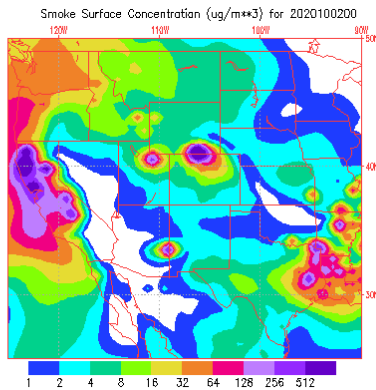 Smoke Surface Concentration (ug/m**3) for 2020100200
120W 110W 100W 90W
50N
40N
30N
1 2 4 8 16 32 64 128 256 512